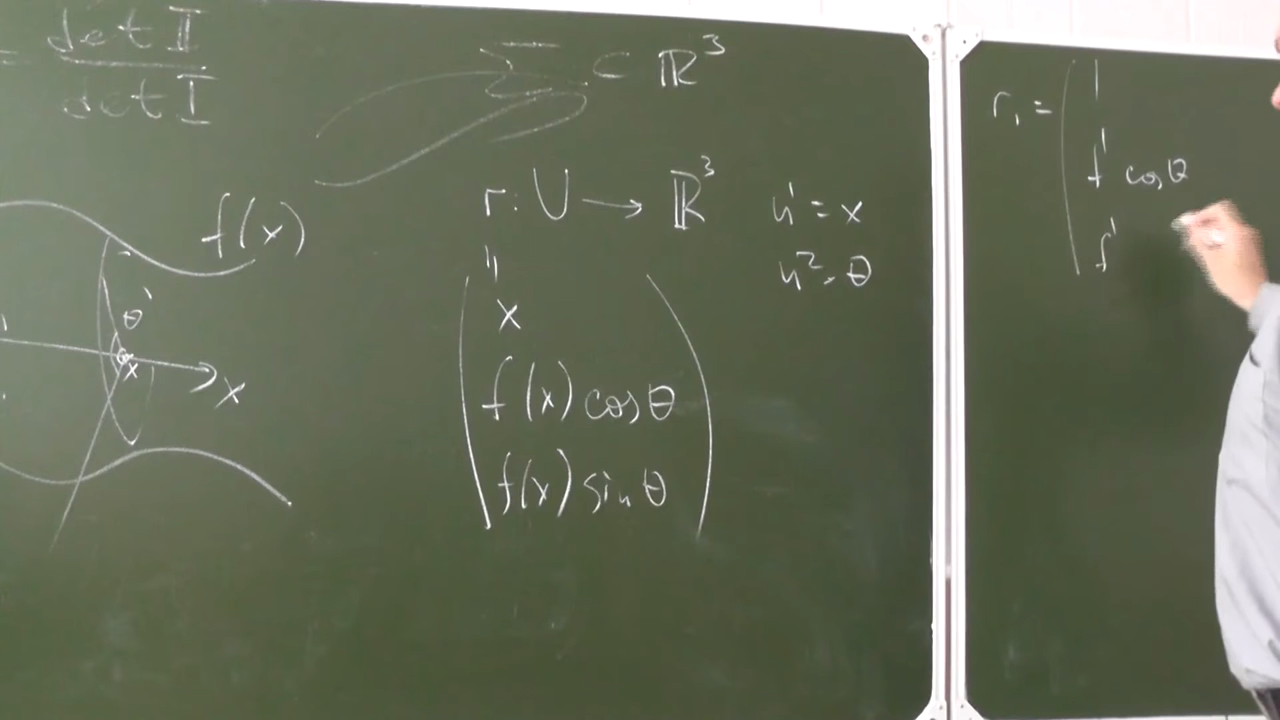 = det II / det I
Σ ⊂ ℝ³
r: U → ℝ³
u¹ = x
u² = θ
"
x
f(x) cos θ
f(x) sin θ
f(x)
θ
x
x
r₁ =
1
f' cos θ
f'